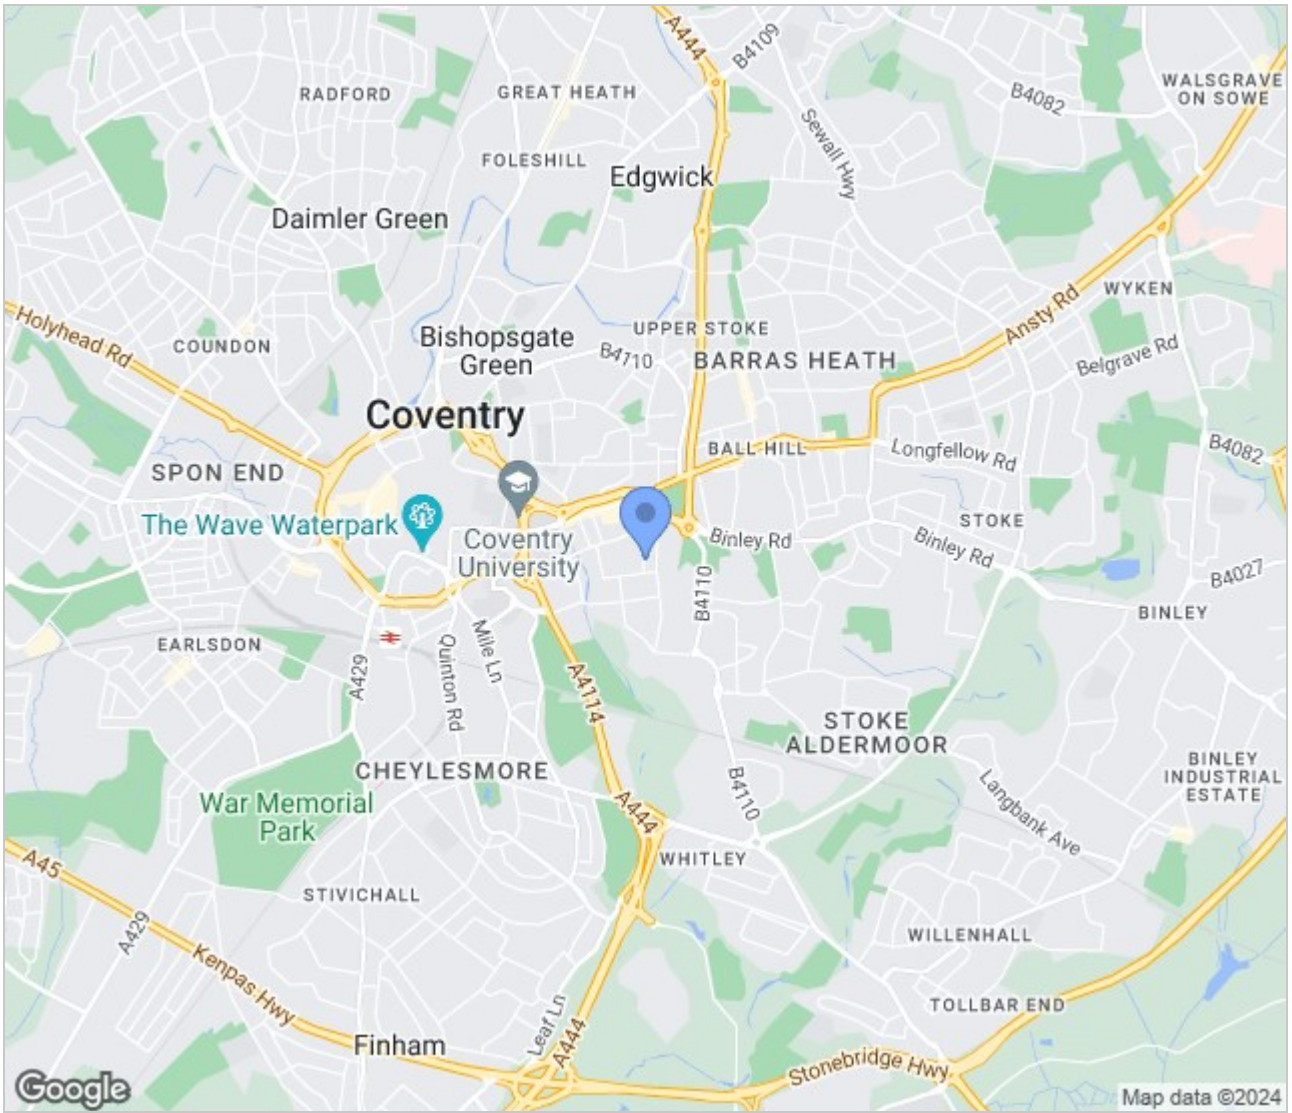 A444
B4109
RADFORD
GREAT HEATH
B4082
WALSGRAVE
ON SOWE
Sewall Hwy
FOLESHILL
Edgwick
Daimler Green
Holyhead Rd
COUNDON
Bishopsgate
Green
UPPER STOKE
B4110
BARRAS HEATH
Ansty Rd
WYKEN
Belgrave Rd
Coventry
SPON END
BALL HILL
Longfellow Rd
B4082
The Wave Waterpark
Coventry
University
Binley Rd
Binley Rd
STOKE
B4110
B4027
BINLEY
EARLSDON
A429
Quinton Rd
Mile Ln
A4114
STOKE
ALDERMOOR
CHEYLESMORE
War Memorial
Park
A444
B4110
Langbank Ave
BINLEY
INDUSTRIAL
ESTATE
WHITLEY
A45
STIVICHALL
A429
Kenpas Hwy
WILLENHALL
Leaf Ln
A444
TOLLBAR END
Finham
Stonebridge Hwy
Google
Map data ©2024